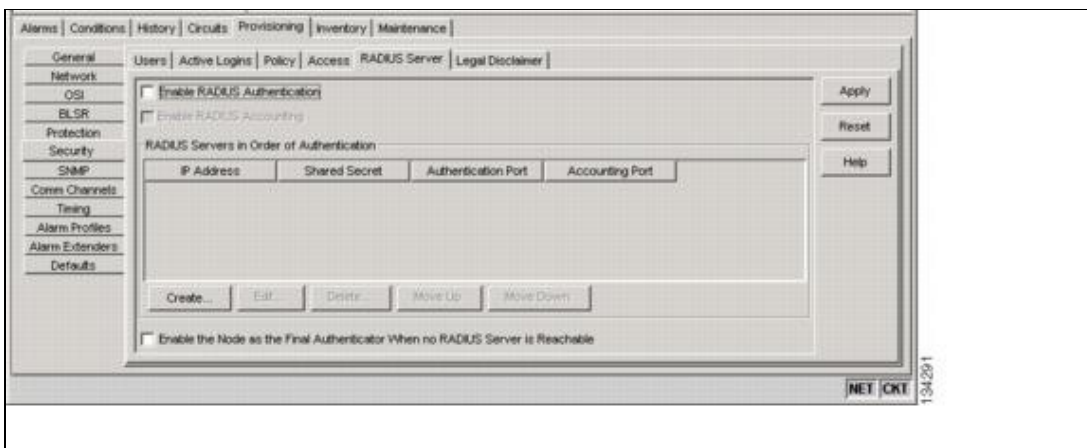 Alarms Conditions History Circuits Provisioning Inventory Maintenance
General
Network
OSI
BLSR
Protection
Security
SNMP
Comm Channels
Timing
Alarm Profiles
Alarm Extenders
Defaults
Users Active Logins Policy Access RADIUS Server Legal Disclaimer
Enable RADIUS Authentication
Enable RADIUS Accounting
RADIUS Servers in Order of Authentication
IP Address Shared Secret Authentication Port Accounting Port
Create... Edit... Delete... Move Up Move Down
Enable the Node as the Final Authenticator When no RADIUS Server is Reachable
Apply
Reset
Help
NET CKT
134291